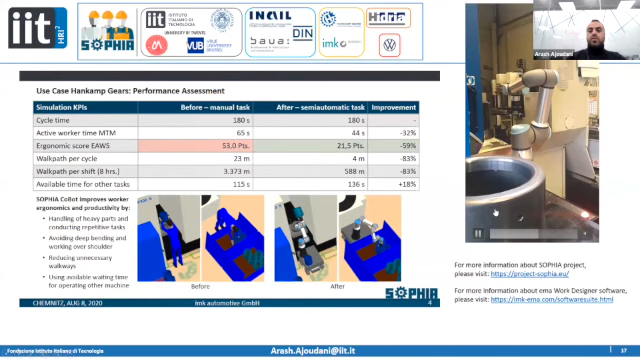 iit
HRI²
SOPHIA
iit
ISTITUTO
ITALIANO DI
TECNOLOGIA
UNIVERSITY OF TWENTE.
VUB
VRIJE
UNIVERSITEIT
BRUSSEL
INAIL
DIN
baua:
imk
Hidria
Arash Ajoudani
Use Case Hankamp Gears: Performance Assessment
Simulation KPIs Before – manual task After – semiautomatic task Improvement
Cycle time 180 s 180 s -
Active worker time MTM 65 s 44 s -32%
Ergonomic score EAWS 53,0 Pts. 21,5 Pts. -59%
Walkpath per cycle 23 m 4 m -83%
Walkpath per shift (8 hrs.) 3.373 m 588 m -83%
Available time for other tasks 115 s 136 s +18%
SOPHIA CoBot improves worker
ergonomics and productivity by:
• Handling of heavy parts and
conducting repetitive tasks
• Avoiding deep bending and
working over shoulder
• Reducing unnecessary
walkways
• Using available waiting time
for operating other machine
Before
After
SOPHIA
CHEMNITZ, AUG 8, 2020 imk automotive GmbH 4
For more information about SOPHIA project,
please visit: https://project-sophia.eu/
For more information about ema Work Designer software,
please visit: https://imk-ema.com/softwaresuite.html
Fondazione Istituto Italiano di Tecnologia Arash.Ajoudani@iit.it 37